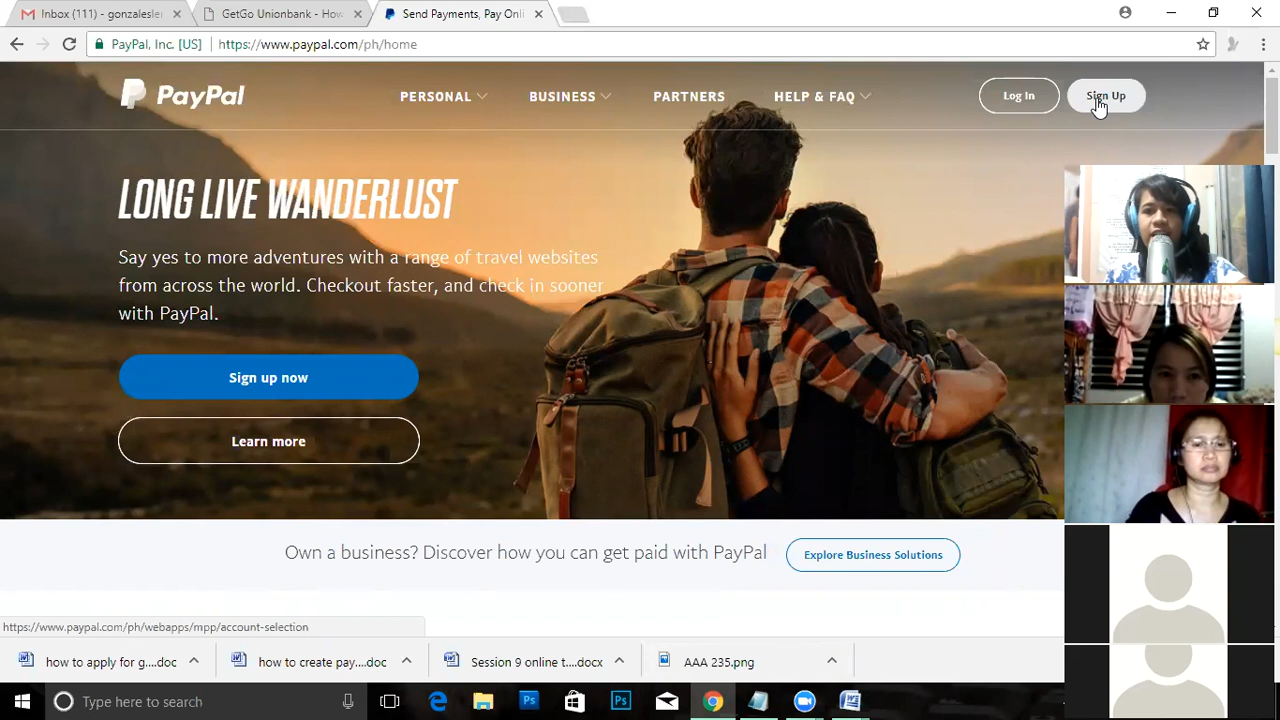 Inbox (111) - gonzalesler
GetGo Unionbank - How
Send Payments, Pay Onli
PayPal, Inc. [US]
https://www.paypal.com/ph/home
PayPal
PERSONAL
BUSINESS
PARTNERS
HELP & FAQ
Log In
Sign Up
LONG LIVE WANDERLUST
Say yes to more adventures with a range of travel websites
from across the world. Checkout faster, and check in sooner
with PayPal.
Sign up now
Learn more
Own a business? Discover how you can get paid with PayPal
Explore Business Solutions
https://www.paypal.com/ph/webapps/mpp/account-selection
how to apply for g....doc
how to create pay....doc
Session 9 online t....docx
AAA 235.png
Type here to search